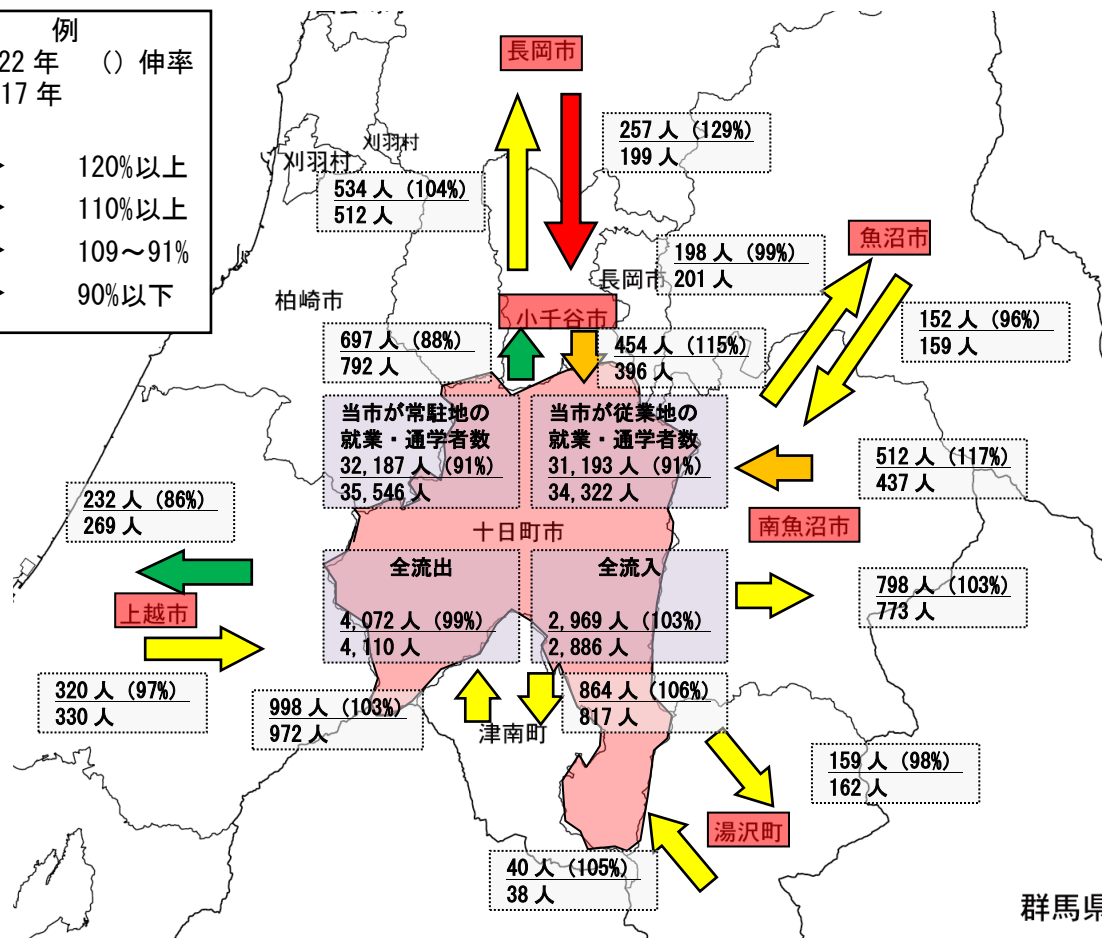 例
22 年 () 伸率
17 年
120%以上
110%以上
109～91%
90%以下
長岡市
257 人 (129%)
199 人
刈羽村
刈羽村
534 人 (104%)
512 人
魚沼市
198 人 (99%)
201 人
長岡市
柏崎市
小千谷市
152 人 (96%)
159 人
697 人 (88%)
792 人
454 人 (115%)
396 人
当市が常駐地の
就業・通学者数
32,187 人 (91%)
35,546 人
当市が従業地の
就業・通学者数
31,193 人 (91%)
34,322 人
512 人 (117%)
437 人
232 人 (86%)
269 人
十日町市
南魚沼市
全流出
4,072 人 (99%)
4,110 人
全流入
2,969 人 (103%)
2,886 人
798 人 (103%)
773 人
上越市
320 人 (97%)
330 人
998 人 (103%)
972 人
864 人 (106%)
817 人
津南町
159 人 (98%)
162 人
湯沢町
40 人 (105%)
38 人
群馬県